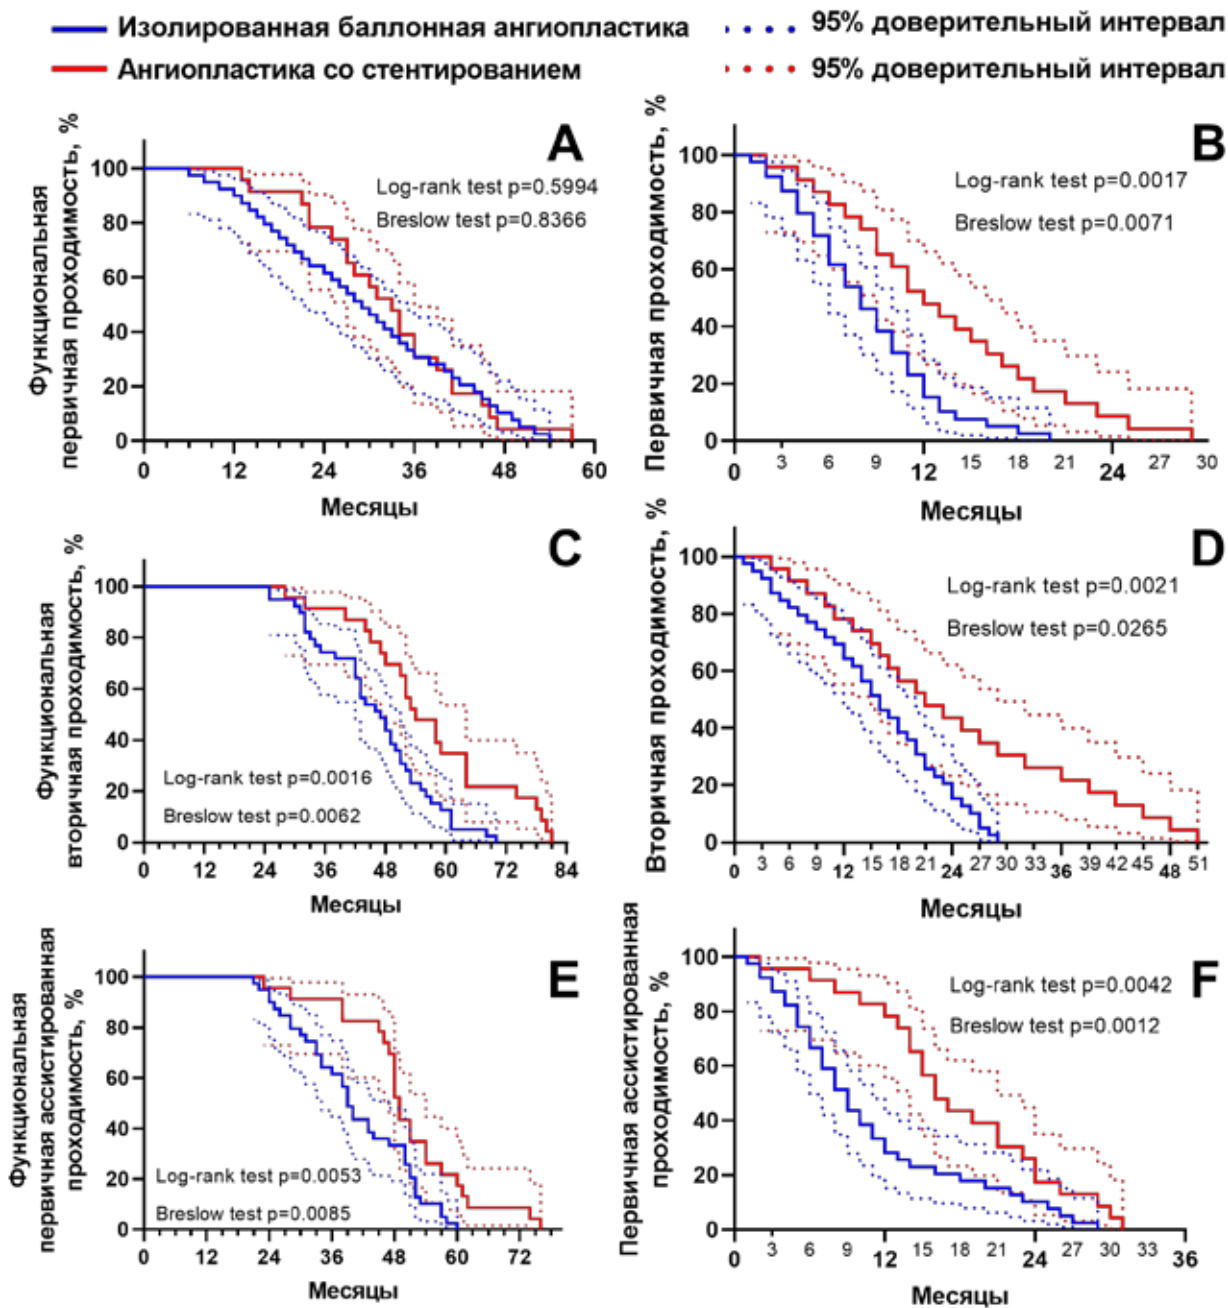 Изолированная баллонная ангиопластика
95% доверительный интервал
Ангиопластика со стентированием
95% доверительный интервал
A
Функциональная
первичная проходимость, %
Log-rank test p=0.5994
Breslow test p=0.8366
100
80
60
40
20
0
0 12 24 36 48 60
Месяцы
B
Первичная проходимость, %
Log-rank test p=0.0017
Breslow test p=0.0071
100
80
60
40
20
0
0 3 6 9 12 15 18 21 24 27 30
Месяцы
C
Функциональная
вторичная проходимость, %
100
80
60
40
20
0
Log-rank test p=0.0016
Breslow test p=0.0062
0 12 24 36 48 60 72 84
Месяцы
D
Вторичная проходимость, %
Log-rank test p=0.0021
Breslow test p=0.0265
100
80
60
40
20
0
0 3 6 9 12 15 18 21 24 27 30 33 36 39 42 45 48 51
Месяцы
E
Функциональная
первичная ассистированная
проходимость, %
100
80
60
40
20
0
Log-rank test p=0.0053
Breslow test p=0.0085
0 12 24 36 48 60 72
Месяцы
F
Первичная ассистированная
проходимость, %
Log-rank test p=0.0042
Breslow test p=0.0012
100
80
60
40
20
0
0 3 6 9 12 15 18 21 24 27 30 33 36
Месяцы